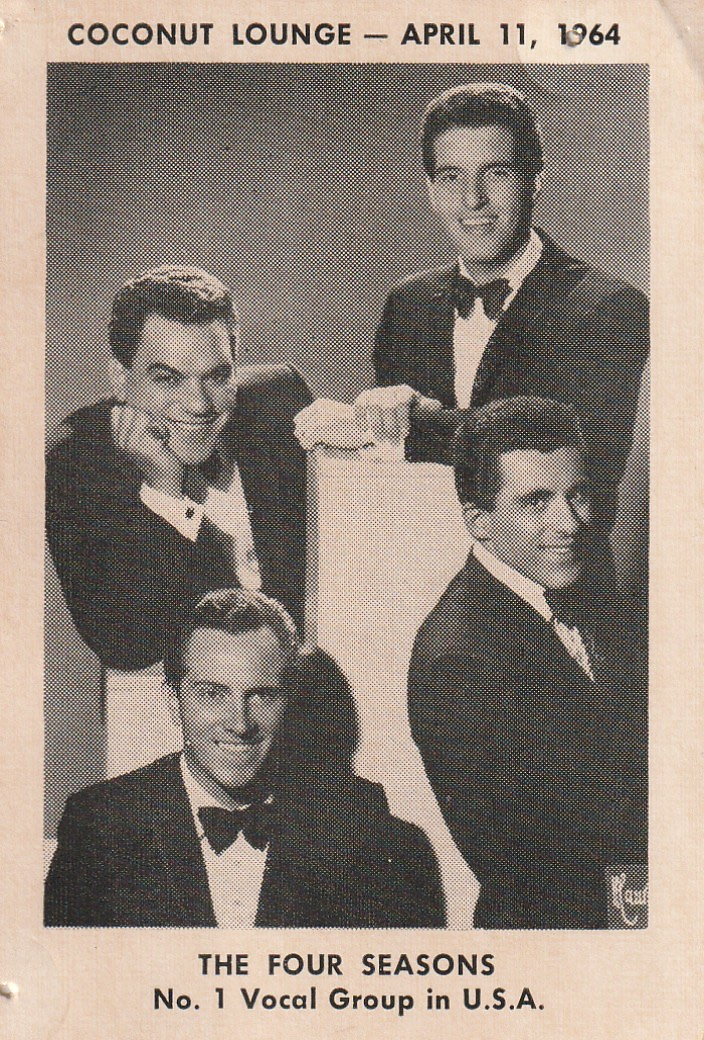 COCONUT LOUNGE — APRIL 11, 1964
THE FOUR SEASONS
No. 1 Vocal Group in U.S.A.